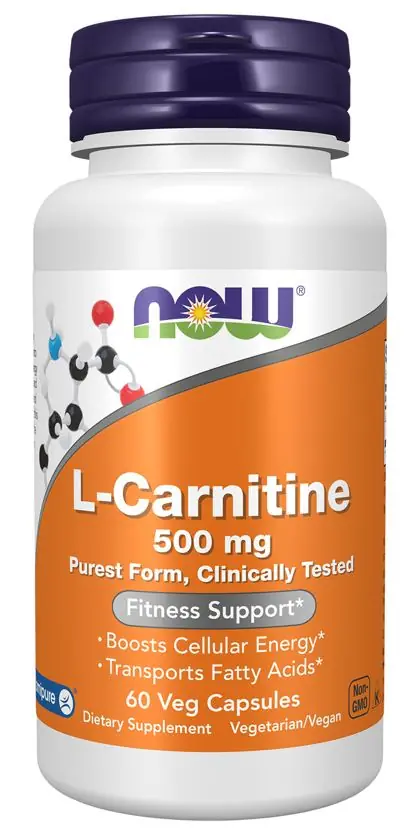 NOW®
L-Carnitine
500 mg
Purest Form, Clinically Tested
Fitness Support*
• Boosts Cellular Energy*
• Transports Fatty Acids*
60 Veg Capsules
Dietary Supplement Vegetarian/Vegan
Non-
GMO
K